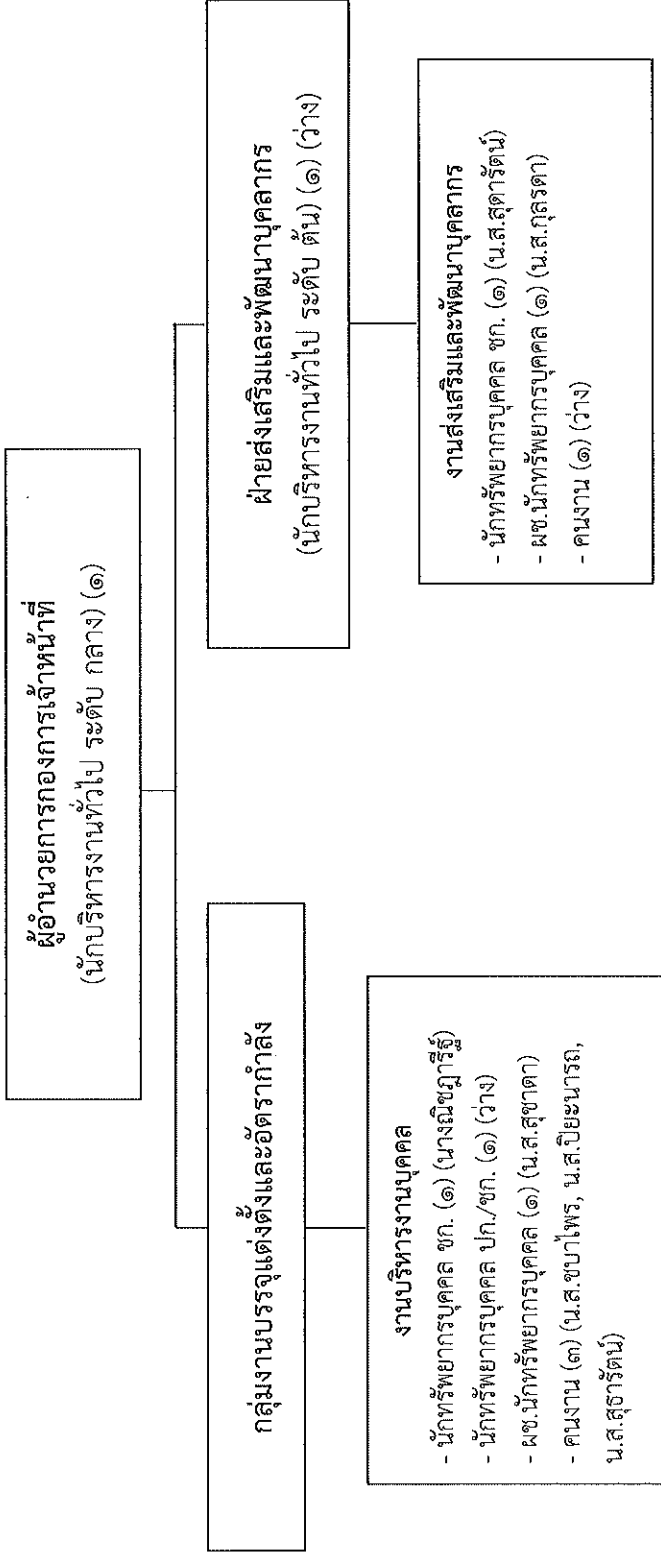 ผู้อำนวยการกองการเจ้าหน้าที่
(นักบริหารงานทั่วไป ระดับ กลาง) (๑)
กลุ่มงานบรรจุแต่งตั้งและอัตรากำลัง
งานบริหารงานบุคคล
- นักทรัพยากรบุคคล ชก. (๑) (นางณิชฎารีย์)
- นักทรัพยากรบุคคล ปก./ชก. (๑) (ว่าง)
- ผช.นักทรัพยากรบุคคล (๑) (น.ส.สุชาดา)
- คนงาน (๓) (น.ส.ชบาไพร, น.ส.ปิยะนารถ,
น.ส.สุธารัตน์)
ฝ่ายส่งเสริมและพัฒนาบุคลากร
(นักบริหารงานทั่วไป ระดับ ต้น) (๑) (ว่าง)
งานส่งเสริมและพัฒนาบุคลากร
- นักทรัพยากรบุคคล ชก. (๑) (น.ส.สุดารัตน์)
- ผช.นักทรัพยากรบุคคล (๑) (น.ส.กุลรดา)
- คนงาน (๑) (ว่าง)